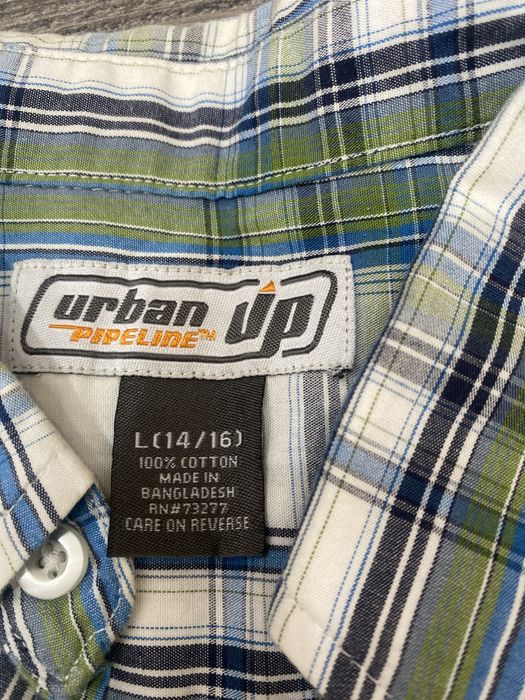 urban
PIPELINE™
UP
L(14/16)
100% COTTON
MADE IN
BANGLADESH
RN#73277
CARE ON REVERSE